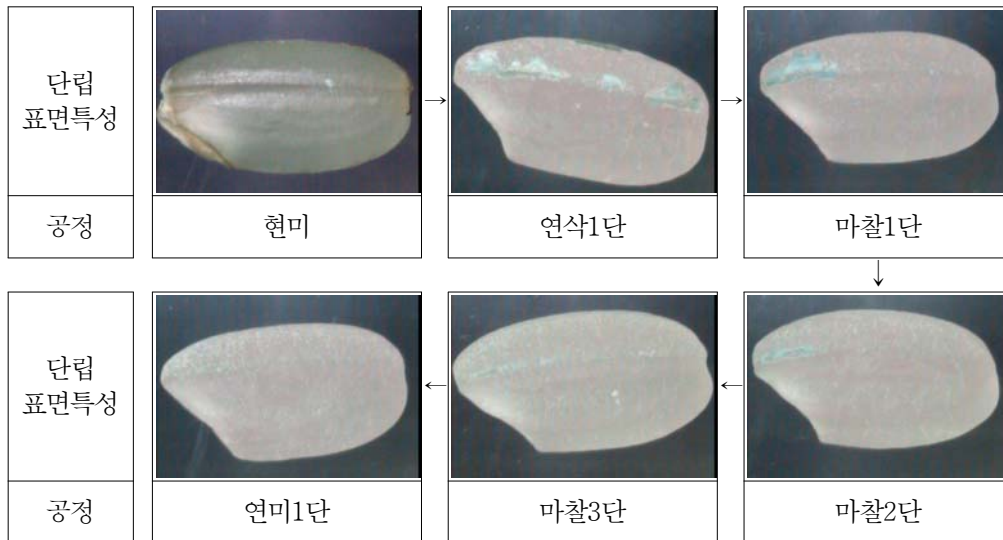 단립
표면특성
→
→
공정
현미
연삭1단
마찰1단
↓
단립
표면특성
←
←
공정
연미1단
마찰3단
마찰2단